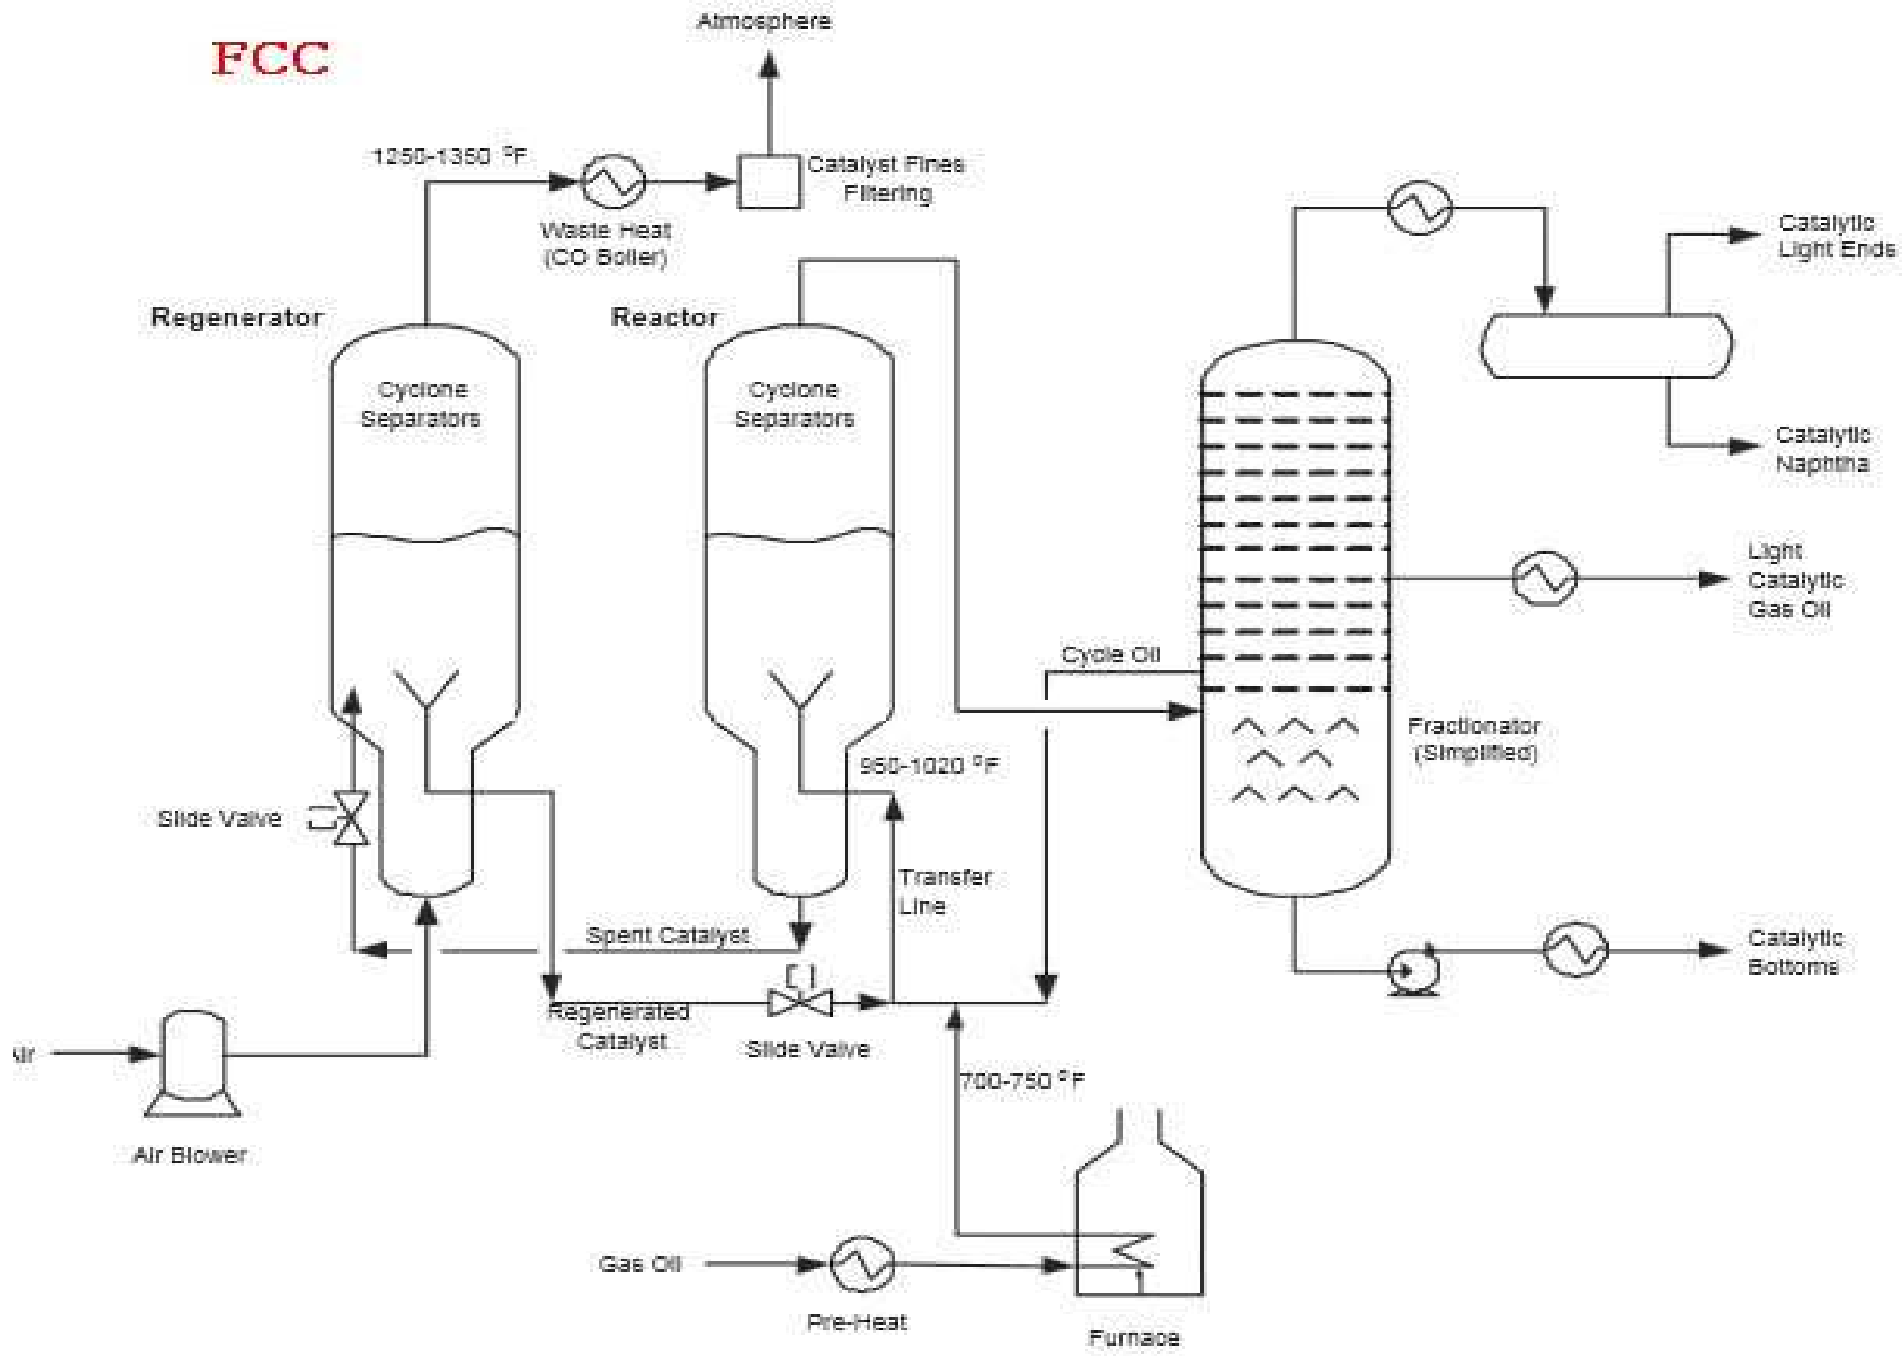 Atmosphere
FCC
1250-1350 °F
Catalyst Fines
Filtering
Waste Heat
(CO Boiler)
Catalytic
Light Ends
Regenerator
Reactor
Cyclone
Separators
Cyclone
Separators
Catalytic
Naphtha
Light
Catalytic
Gas Oil
Cycle Oil
Fractionator
(Simplified)
950-1020 °F
Slide Valve
Transfer
Line
Spent Catalyst
Catalytic
Bottoms
Regenerated
Catalyst
Slide Valve
700-750 °F
Air Blower
Gas Oil
Pre-Heat
Furnace